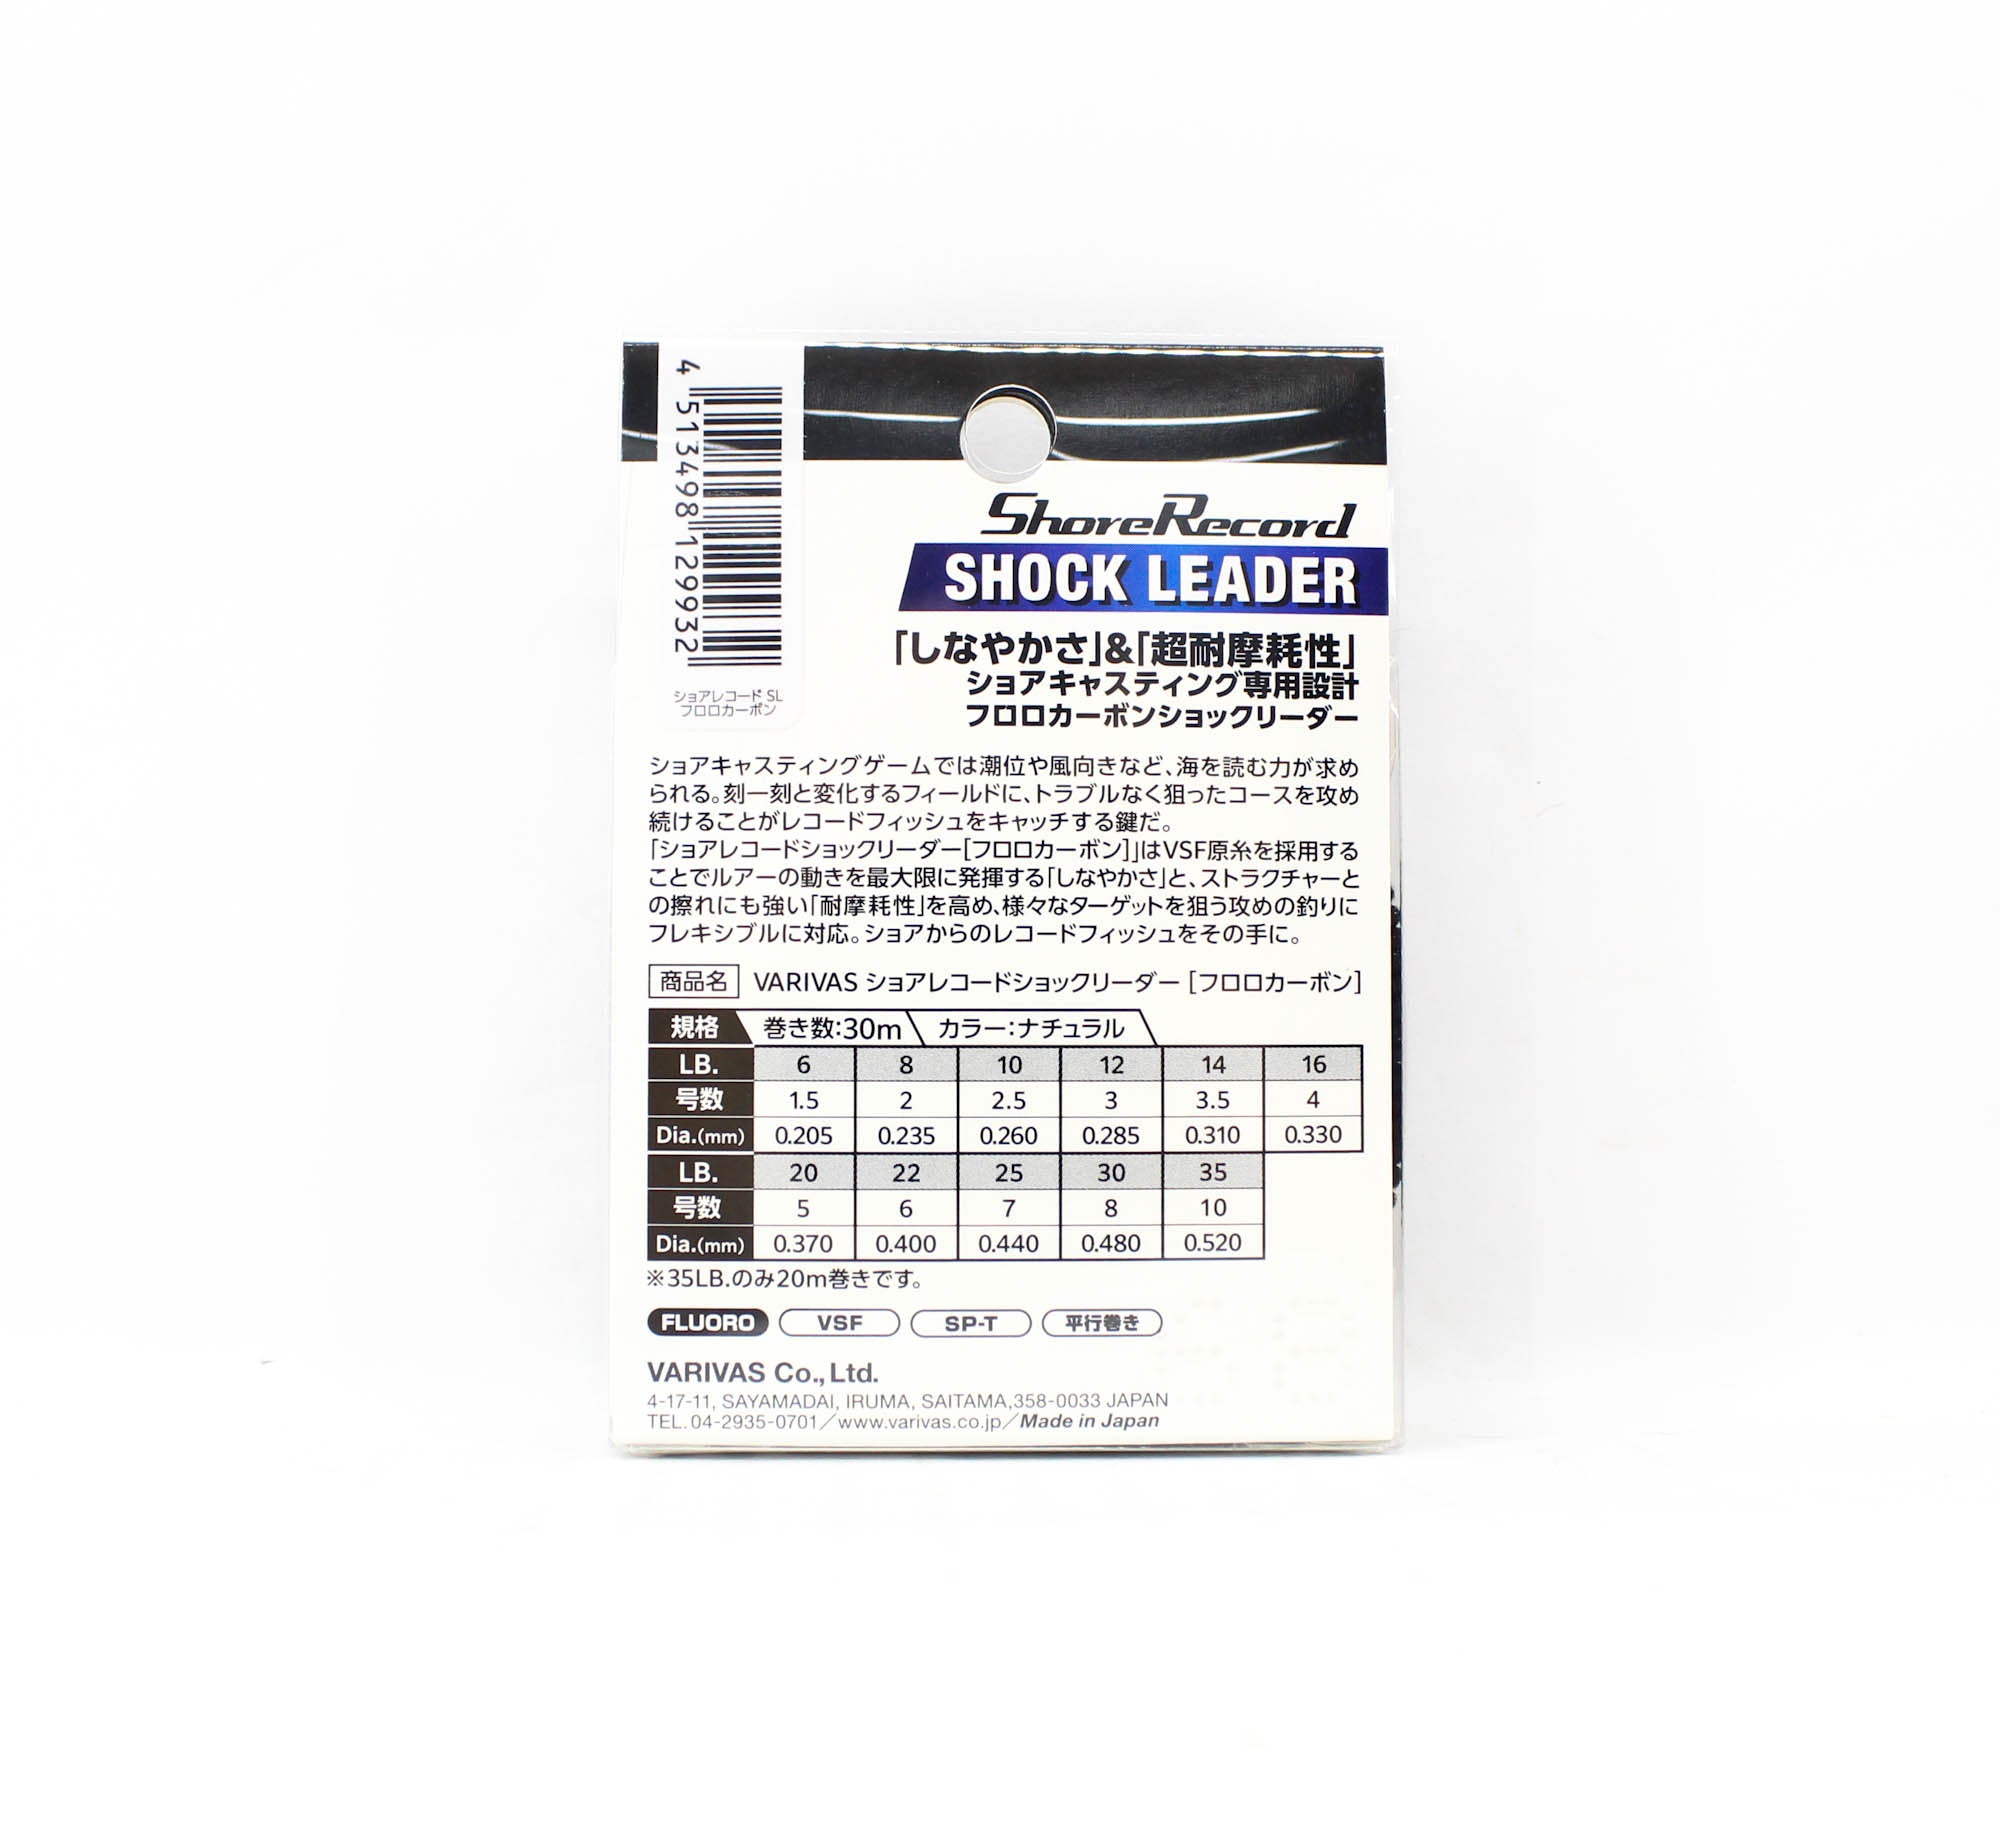 4 513498 129932
ショアレコード SL
フロロカーボン
ShoreRecord
SHOCK LEADER
「しなやかさ」&「超耐摩耗性」
ショアキャスティング専用設計
フロロカーボンショックリーダー
ショアキャスティングゲームでは潮位や風向きなど、海を読む力が求め
られる。刻一刻と変化するフィールドに、トラブルなく狙ったコースを攻め
続けることがレコードフィッシュをキャッチする鍵だ。
「ショアレコードショックリーダー[フロロカーボン]」はVSF原糸を採用する
ことでルアーの動きを最大限に発揮する「しなやかさ」と、ストラクチャーと
の擦れにも強い「耐摩耗性」を高め、様々なターゲットを狙う攻めの釣りに
フレキシブルに対応。ショアからのレコードフィッシュをその手に。
商品名 VARIVAS ショアレコードショックリーダー [フロロカーボン]
規格 巻き数:30m カラー:ナチュラル
LB. 6 8 10 12 14 16
号数 1.5 2 2.5 3 3.5 4
Dia.(mm) 0.205 0.235 0.260 0.285 0.310 0.330
LB. 20 22 25 30 35
号数 5 6 7 8 10
Dia.(mm) 0.370 0.400 0.440 0.480 0.520
※35LB.のみ20m巻きです。
FLUORO VSF SP-T 平行巻き
VARIVAS Co., Ltd.
4-17-11, SAYAMADAI, IRUMA, SAITAMA,358-0033 JAPAN
TEL.04-2935-0701/www.varivas.co.jp/Made in Japan